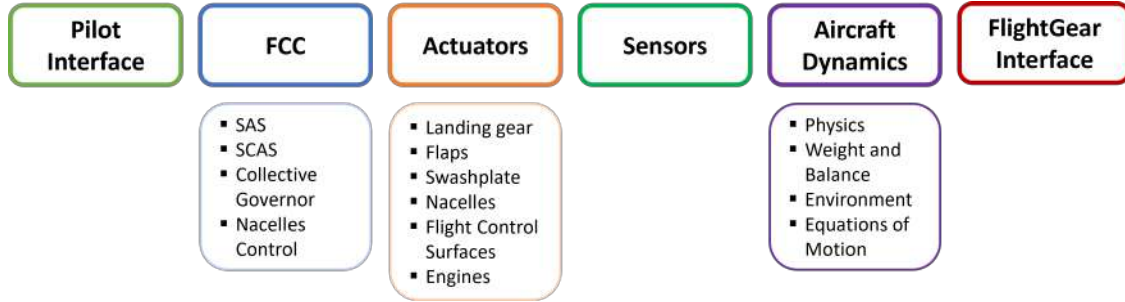 Pilot
Interface
FCC
Actuators
Sensors
Aircraft
Dynamics
FlightGear
Interface
▪ SAS
▪ SCAS
▪ Collective
Governor
▪ Nacelles
Control
▪ Landing gear
▪ Flaps
▪ Swashplate
▪ Nacelles
▪ Flight Control
Surfaces
▪ Engines
▪ Physics
▪ Weight and
Balance
▪ Environment
▪ Equations of
Motion